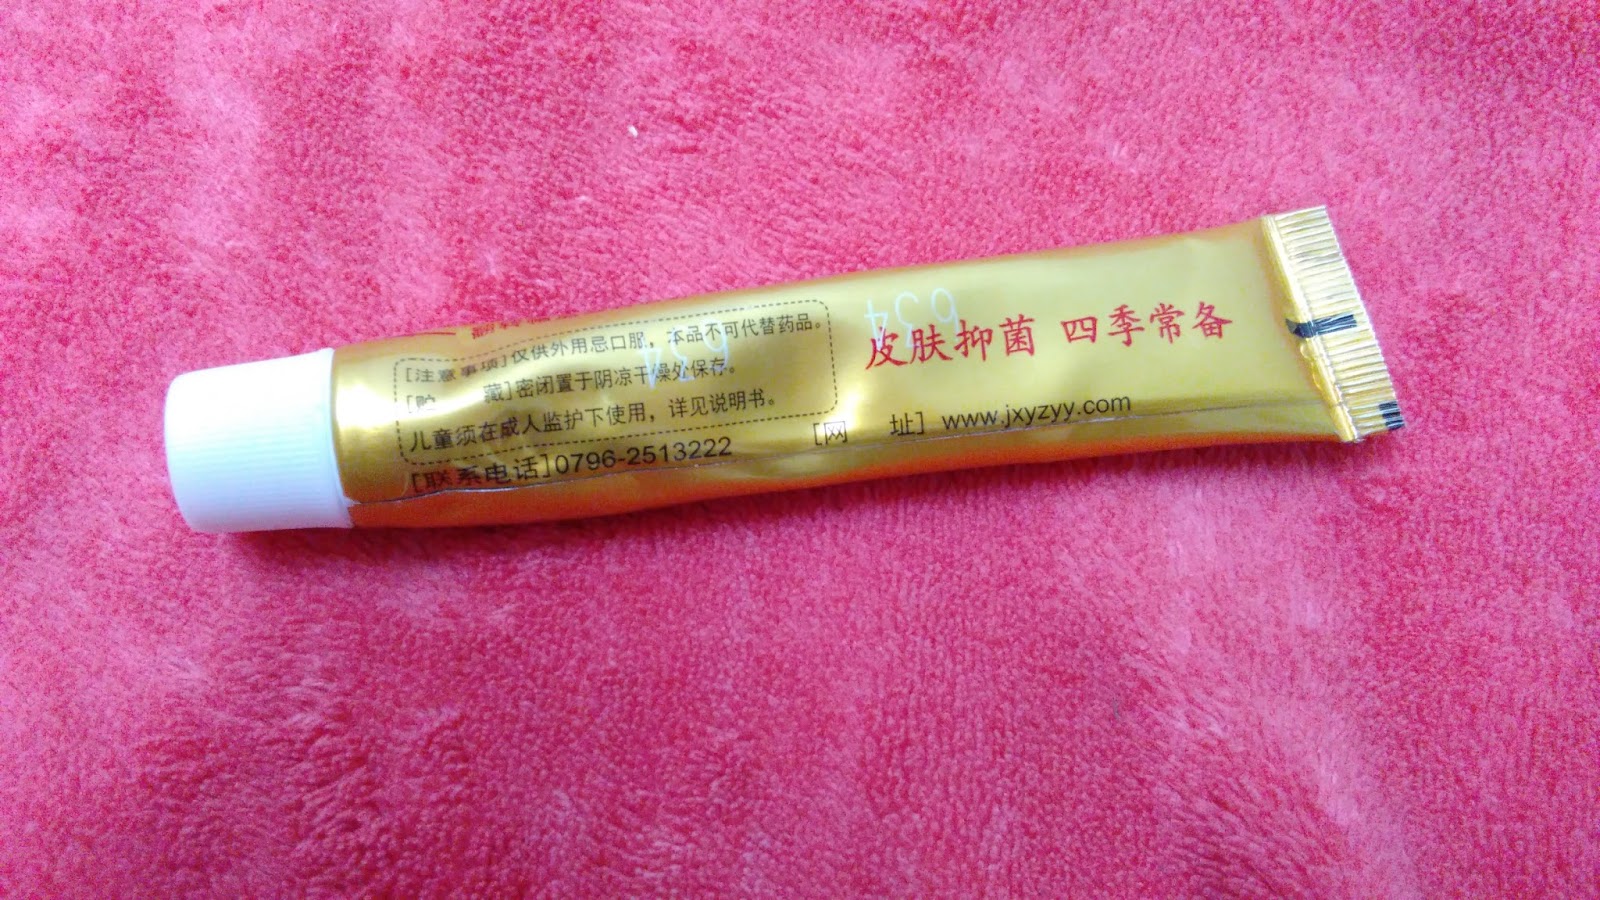 [注意事项]仅供外用忌口服，本品不可代替药品。
[贮 藏]密闭置于阴凉干燥处保存。
儿童须在成人监护下使用，详见说明书。
[联系电话]0796-2513222
[网 址] www.jxyzyy.com
皮肤抑菌 四季常备
634
634